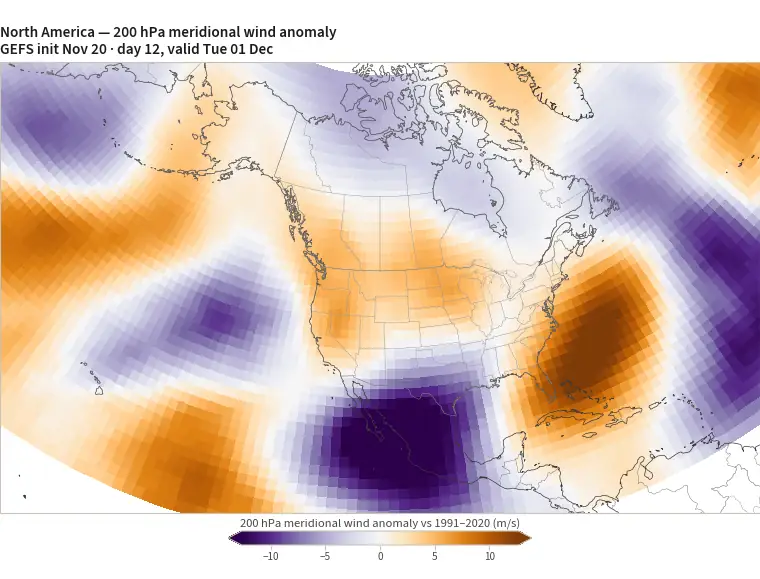 North America — 200 hPa meridional wind anomaly
GEFS init Nov 20 · day 12, valid Tue 01 Dec
200 hPa meridional wind anomaly vs 1991–2020 (m/s)
−10 −5 0 5 10